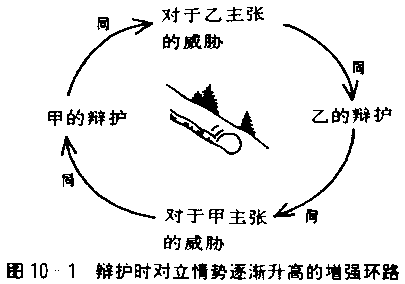 对于乙主张
的威胁
同
同
甲的辩护
乙的辩护
同
同
对于甲主张
的威胁
图10-1 辩护时对立情势逐渐升高的增强环路